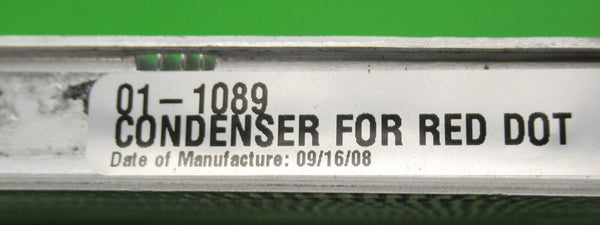 01-1089
CONDENSER FOR RED DOT
Date of Manufacture: 09/16/08